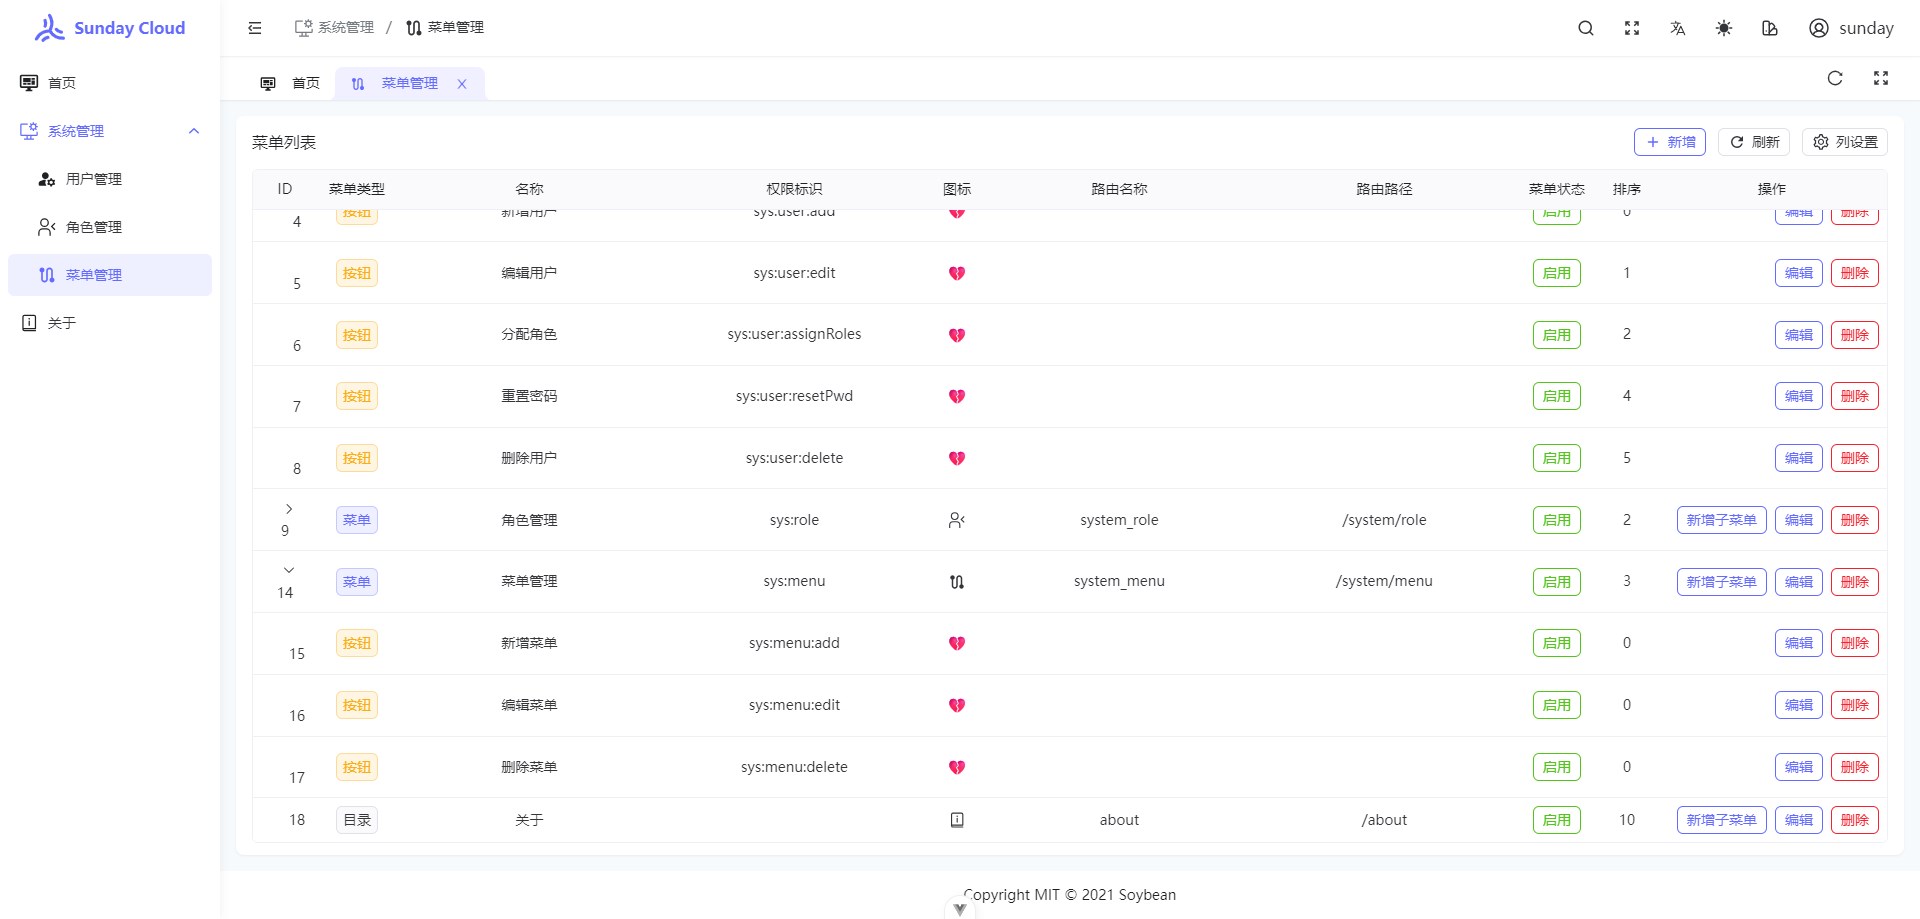 Sunday Cloud
系统管理 / 菜单管理
sunday
首页
系统管理
用户管理
角色管理
菜单管理
关于
首页 菜单管理
菜单列表
新增 刷新 列设置
ID 菜单类型 名称 权限标识 图标 路由名称 路由路径 菜单状态 排序 操作
4 按钮 新增用户 sys:user:add 启用 0 编辑 删除
5 按钮 编辑用户 sys:user:edit 启用 1 编辑 删除
6 按钮 分配角色 sys:user:assignRoles 启用 2 编辑 删除
7 按钮 重置密码 sys:user:resetPwd 启用 4 编辑 删除
8 按钮 删除用户 sys:user:delete 启用 5 编辑 删除
9 菜单 角色管理 sys:role system_role /system/role 启用 2 新增子菜单 编辑 删除
14 菜单 菜单管理 sys:menu system_menu /system/menu 启用 3 新增子菜单 编辑 删除
15 按钮 新增菜单 sys:menu:add 启用 0 编辑 删除
16 按钮 编辑菜单 sys:menu:edit 启用 0 编辑 删除
17 按钮 删除菜单 sys:menu:delete 启用 0 编辑 删除
18 目录 关于 about /about 启用 10 新增子菜单 编辑 删除
Copyright MIT © 2021 Soybean